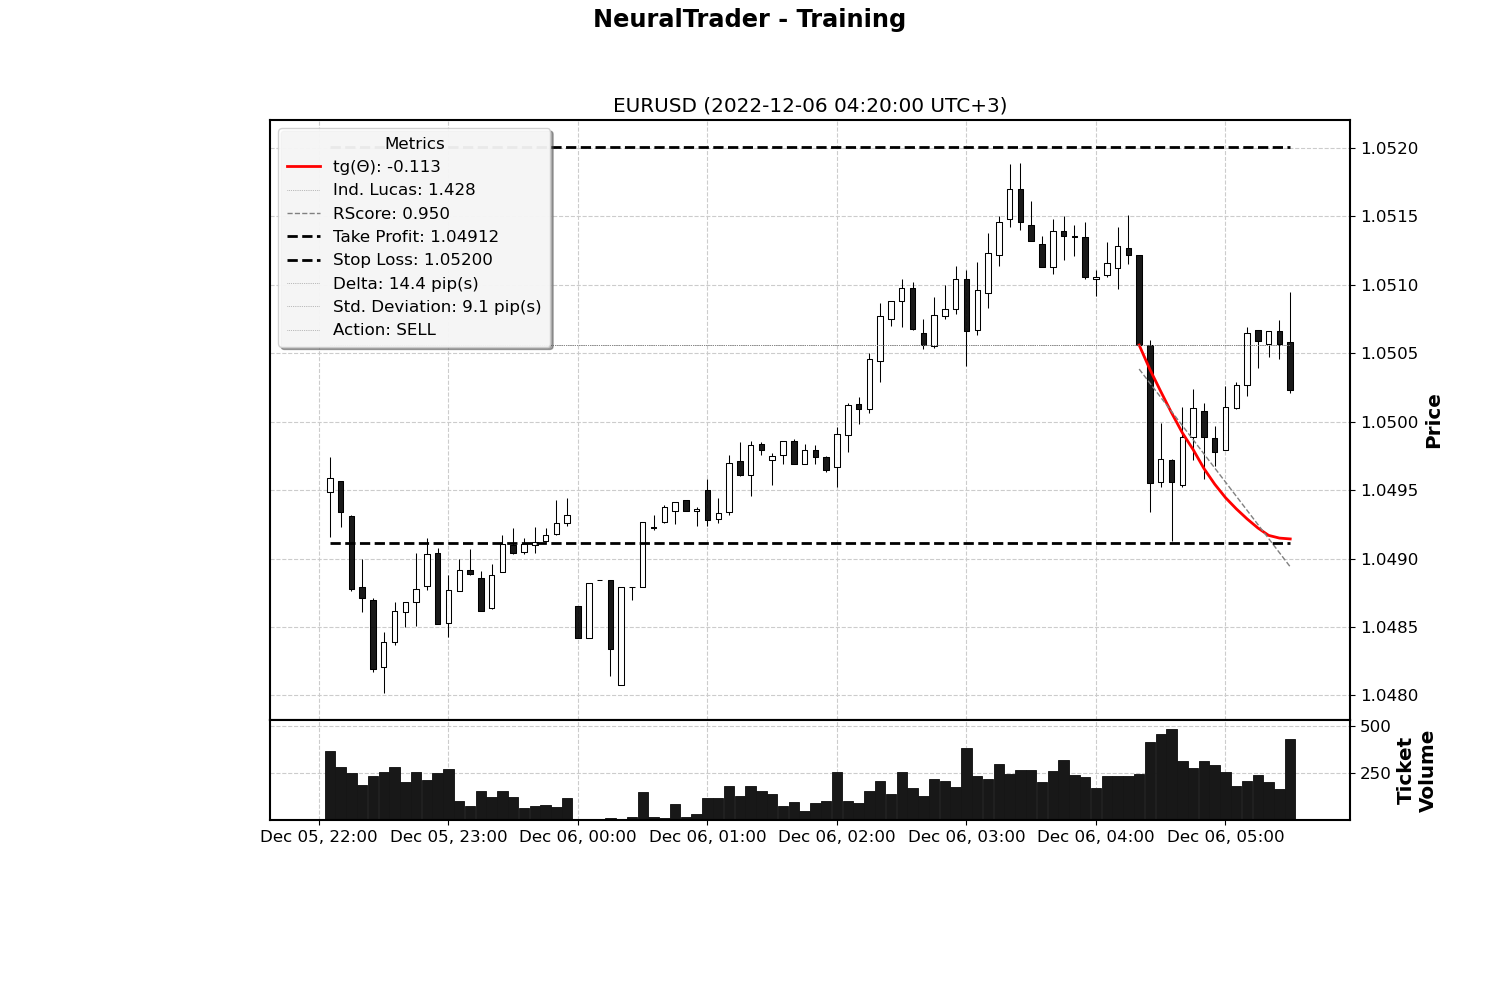 NeuralTrader - Training
EURUSD (2022-12-06 04:20:00 UTC+3)
Metrics
tg(Θ): -0.113
Ind. Lucas: 1.428
RScore: 0.950
Take Profit: 1.04912
Stop Loss: 1.05200
Delta: 14.4 pip(s)
Std. Deviation: 9.1 pip(s)
Action: SELL
1.0520
1.0515
1.0510
1.0505
1.0500
1.0495
1.0490
1.0485
1.0480
Price
500
250
Ticket
Volume
Dec 05, 22:00 Dec 05, 23:00 Dec 06, 00:00 Dec 06, 01:00 Dec 06, 02:00 Dec 06, 03:00 Dec 06, 04:00 Dec 06, 05:00